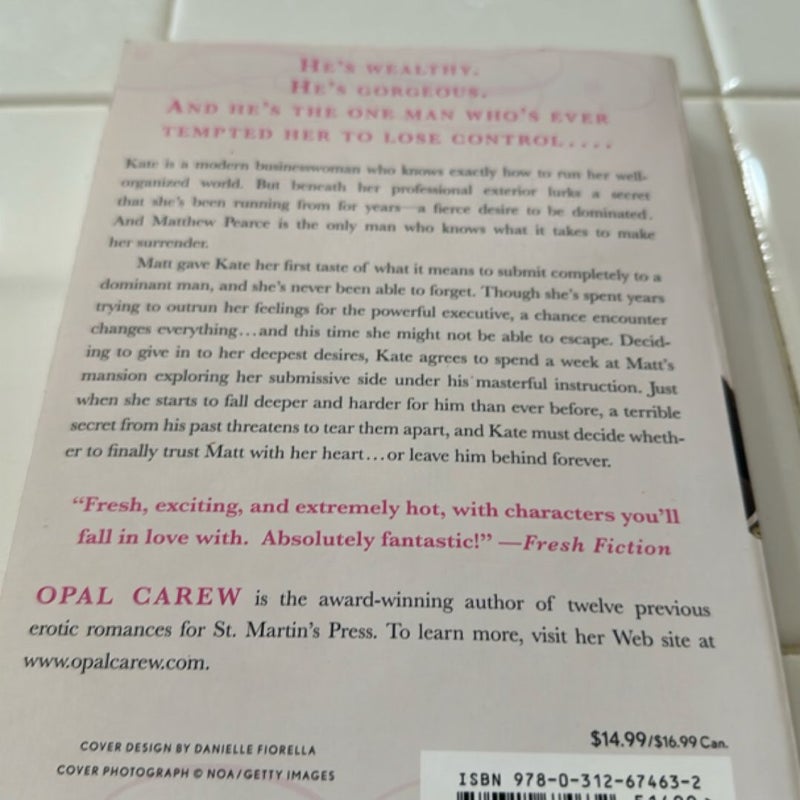 HE'S WEALTHY.
HE'S GORGEOUS.
AND HE'S THE ONE MAN WHO'S EVER
TEMPTED HER TO LOSE CONTROL....
Kate is a modern businesswoman who knows exactly how to run her well-
organized world. But beneath her professional exterior lurks a secret
that she's been running from for years—a fierce desire to be dominated.
And Matthew Pearce is the only man who knows what it takes to make
her surrender.
Matt gave Kate her first taste of what it means to submit completely to a
dominant man, and she's never been able to forget. Though she's spent years
trying to outrun her feelings for the powerful executive, a chance encounter
changes everything...and this time she might not be able to escape. Decid-
ing to give in to her deepest desires, Kate agrees to spend a week at Matt's
mansion exploring her submissive side under his masterful instruction. Just
when she starts to fall deeper and harder for him than ever before, a terrible
secret from his past threatens to tear them apart, and Kate must decide wheth-
er to finally trust Matt with her heart...or leave him behind forever.
"Fresh, exciting, and extremely hot, with characters you'll
fall in love with. Absolutely fantastic!" —Fresh Fiction
OPAL CAREW is the award-winning author of twelve previous
erotic romances for St. Martin's Press. To learn more, visit her Web site at
www.opalcarew.com.
$14.99/$16.99 Can.
COVER DESIGN BY DANIELLE FIORELLA
COVER PHOTOGRAPH © NOA/GETTY IMAGES
ISBN 978-0-312-67463-2